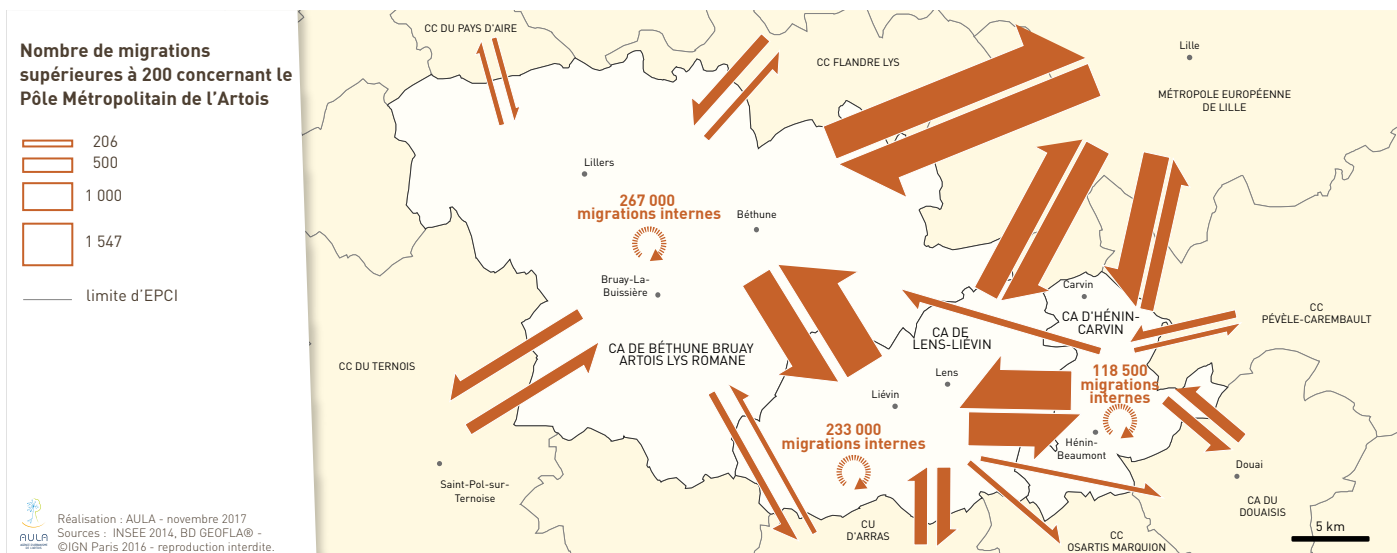 Nombre de migrations
supérieures à 200 concernant le
Pôle Métropolitain de l'Artois
206
500
1 000
1 547
limite d'EPCI
AULA
Réalisation : AULA - novembre 2017
Sources : INSEE 2014, BD GEOFLA® -
©IGN Paris 2016 - reproduction interdite.
CC DU PAYS D'AIRE
CC FLANDRE LYS
Lille
MÉTROPOLE EUROPÉENNE
DE LILLE
Lillers
267 000
migrations internes
Béthune
Bruay-La-
Buissière
CA DE BÉTHUNE BRUAY
ARTOIS LYS ROMANE
CC DU TERNOIS
Saint-Pol-sur-
Ternoise
CA DE
LENS-LIÉVIN
Lens
Liévin
233 000
migrations internes
Carvin
CA D'HÉNIN-
CARVIN
118 500
migrations
internes
Hénin-
Beaumont
CC
PÉVÈLE-CAREMBAULT
Douai
CA DU
DOUAISIS
CU
D'ARRAS
CC
OSARTIS MARQUION
5 km